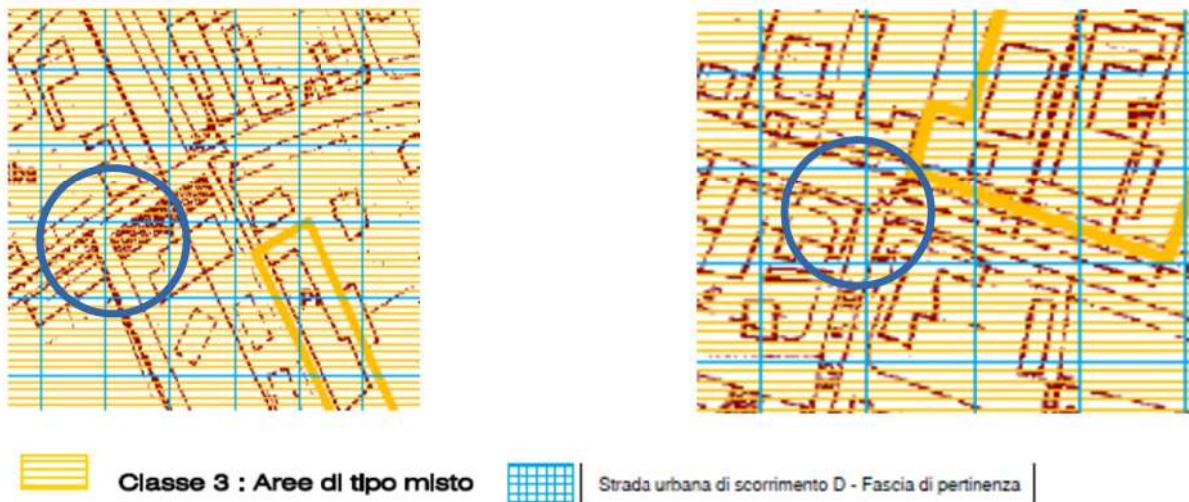 Classe 3 : Aree di tipo misto
Strada urbana di scorrimento D - Fascia di pertinenza